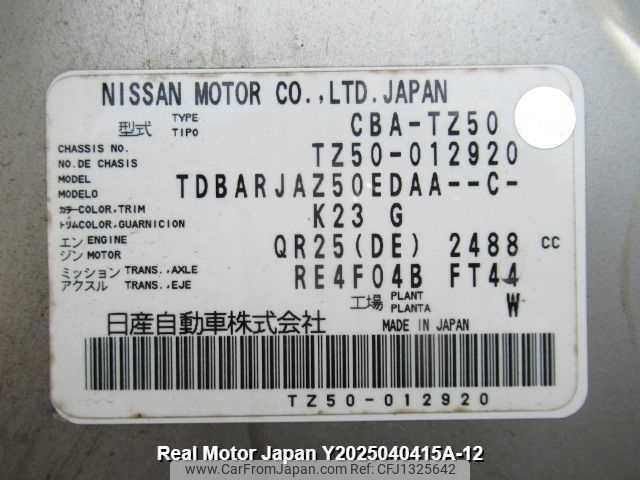 NISSAN MOTOR CO.,LTD.JAPAN
型式 TYPE TIPO CBA-TZ50
CHASSIS NO. NO.DE CHASIS TZ50-012920
MODEL MODELO TDBARJAZ50EDAA--C-
カラー COLOR,TRIM トリム COLOR,GUARNICION K23 G
エンジン ENGINE MOTOR QR25(DE) 2488 cc
ミッション アクスル TRANS.,AXLE TRANS.,EJE RE4F04B FT44
工場 PLANT PLANTA W
日産自動車株式会社 MADE IN JAPAN
TZ50-012920
Real Motor Japan Y2025040415A-12
www.CarFromJapan.com StockID:CFJ1325642